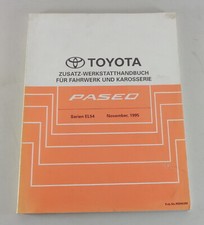 TOYOTA
ZUSATZ-WERKSTATTHANDBUCH
FÜR FAHRWERK UND KAROSSERIE
PASEO
Serien EL54
November, 1995